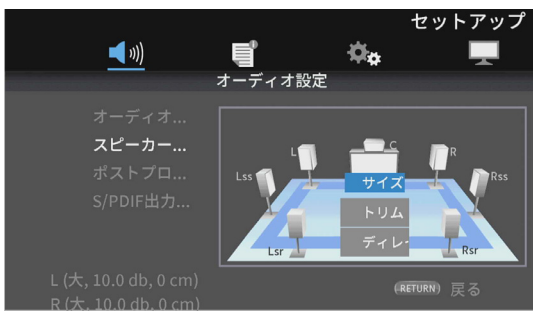 セットアップ
オーディオ設定
オーディオ...
スピーカー...
ポストプロ...
S/PDIF出力...
L
C
R
Lss
Rss
サイズ
トリム
ディレ
Lsr
Rsr
L (大, 10.0 db, 0 cm)
R (大, 10.0 db, 0 cm)
RETURN 戻る